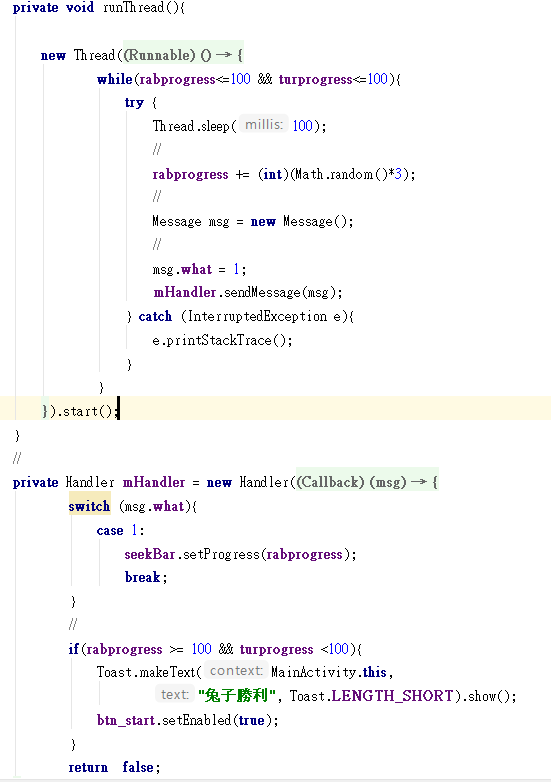 private void runThread(){
new Thread((Runnable) () → {
while(rabprogress<=100 && turprogress<=100){
try {
Thread.sleep( millis: 100);
//
rabprogress += (int)(Math.random()*3);
//
Message msg = new Message();
//
msg.what = 1;
mHandler.sendMessage(msg);
} catch (InterruptedException e){
e.printStackTrace();
}
}
}).start();
}
//
private Handler mHandler = new Handler((Callback) (msg) → {
switch (msg.what){
case 1:
seekBar.setProgress(rabprogress);
break;
}
//
if(rabprogress >= 100 && turprogress <100){
Toast.makeText( context: MainActivity.this,
text: "兔子勝利", Toast.LENGTH_SHORT).show();
btn_start.setEnabled(true);
}
return false;